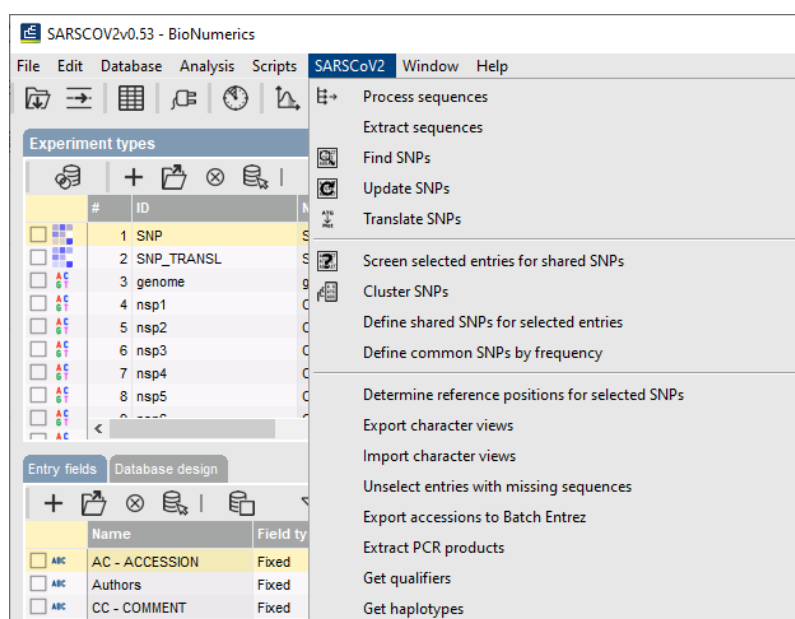 SARSCOV2v0.53 - BioNumerics
File Edit Database Analysis Scripts SARSCoV2 Window Help
Process sequences
Extract sequences
Find SNPs
Update SNPs
Translate SNPs
Screen selected entries for shared SNPs
Cluster SNPs
Define shared SNPs for selected entries
Define common SNPs by frequency
Determine reference positions for selected SNPs
Export character views
Import character views
Unselect entries with missing sequences
Export accessions to Batch Entrez
Extract PCR products
Get qualifiers
Get haplotypes
Experiment types
# ID
1 SNP
2 SNP_TRANSL
3 genome
4 nsp1
5 nsp2
6 nsp3
7 nsp4
8 nsp5
Entry fields Database design
Name Field ty
ABC AC - ACCESSION Fixed
ABC Authors Fixed
ABC CC - COMMENT Fixed